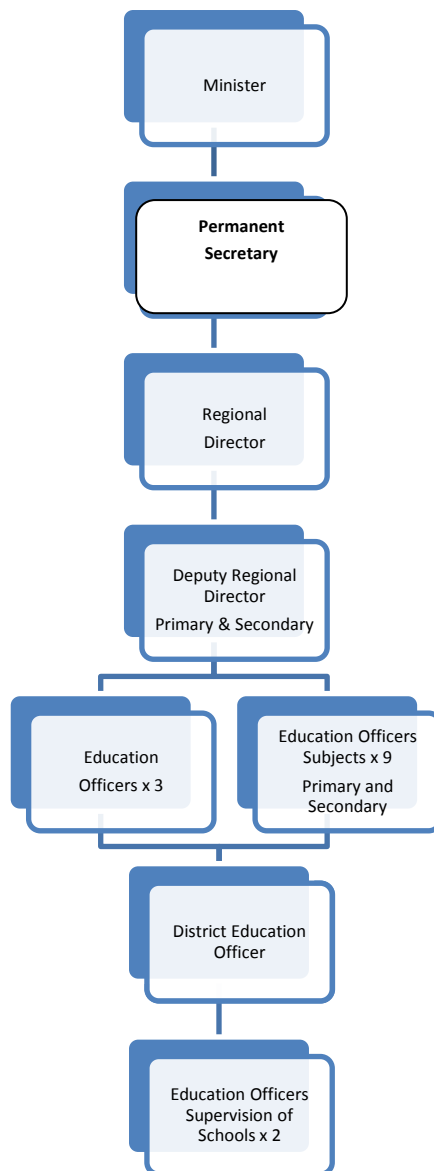 Minister
Permanent
Secretary
Regional
Director
Deputy Regional
Director
Primary & Secondary
Education
Officers x 3
Education Officers
Subjects x 9
Primary and
Secondary
District Education
Officer
Education Officers
Supervision of
Schools x 2